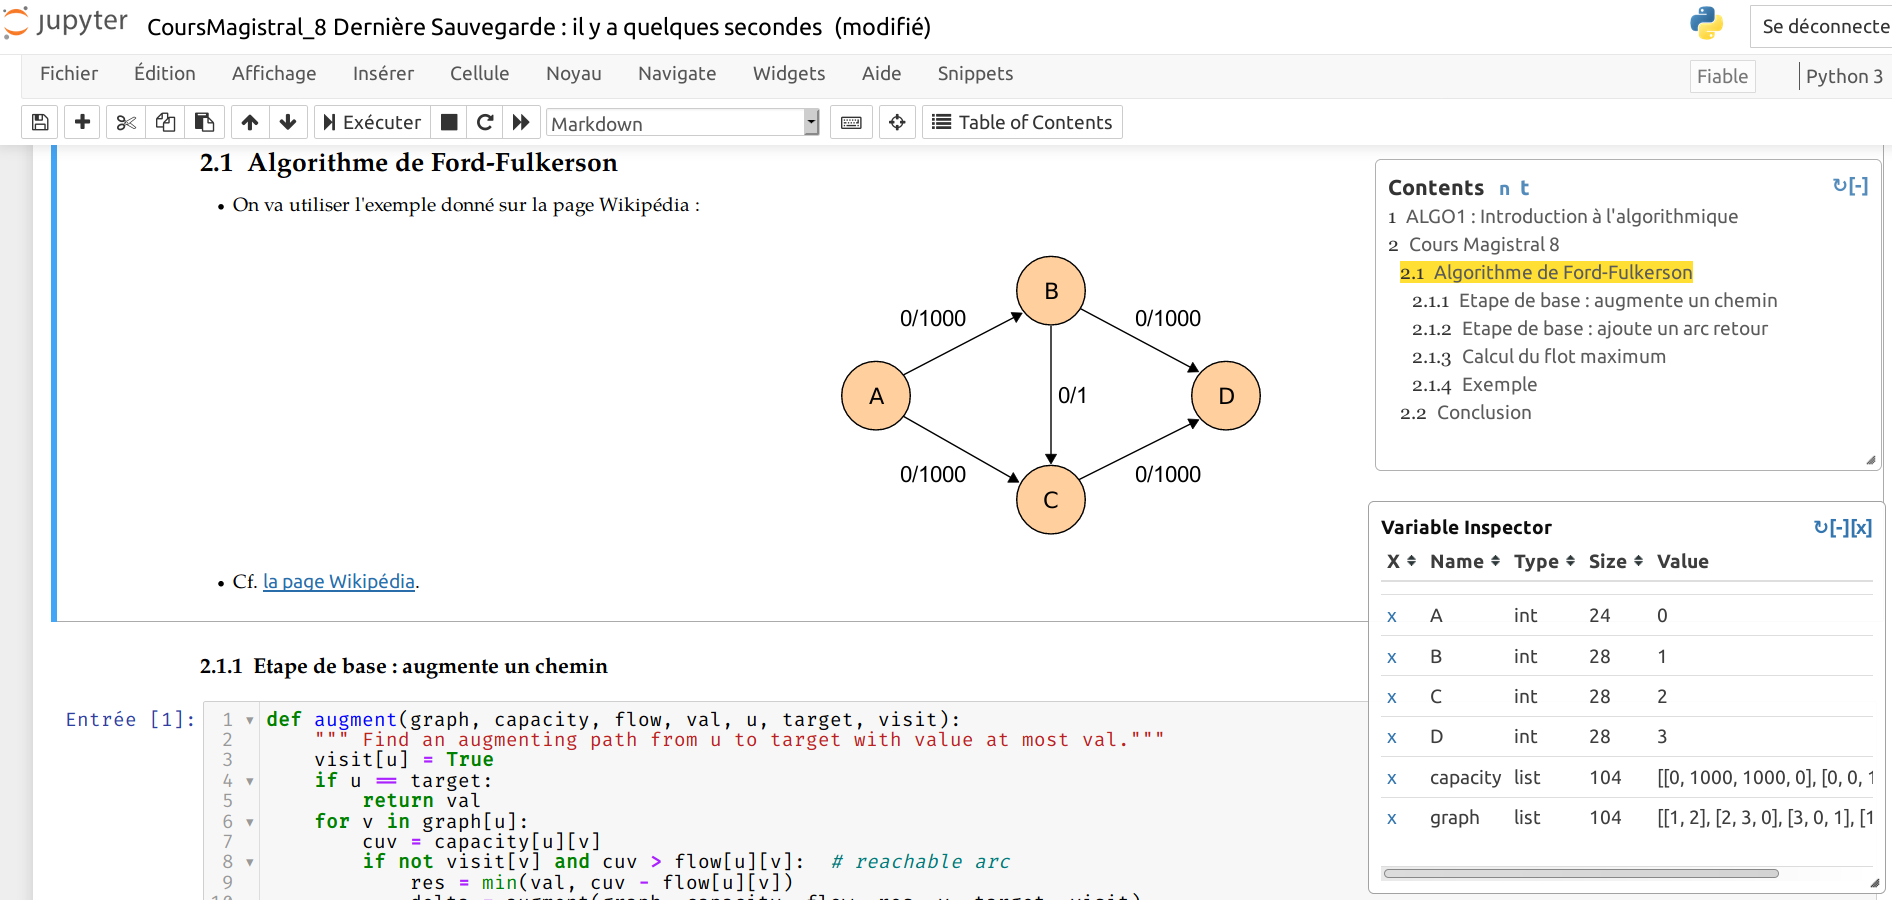 jupyter CoursMagistral_8 Dernière Sauvegarde : il y a quelques secondes (modifié)
Se déconnecte
Fichier Édition Affichage Insérer Cellule Noyau Navigate Widgets Aide Snippets
Fiable Python 3
Exécuter Markdown Table of Contents
2.1 Algorithme de Ford-Fulkerson
• On va utiliser l'exemple donné sur la page Wikipédia :
B
0/1000 0/1000
A 0/1 D
0/1000 0/1000
C
• Cf. la page Wikipédia.
2.1.1 Etape de base : augmente un chemin
Entrée [1]:
1 def augment(graph, capacity, flow, val, u, target, visit):
2 """ Find an augmenting path from u to target with value at most val."""
3 visit[u] = True
4 if u == target:
5 return val
6 for v in graph[u]:
7 cuv = capacity[u][v]
8 if not visit[v] and cuv > flow[u][v]: # reachable arc
9 res = min(val, cuv - flow[u][v])
Contents n t ↻[-]
1 ALGO1 : Introduction à l'algorithmique
2 Cours Magistral 8
2.1 Algorithme de Ford-Fulkerson
2.1.1 Etape de base : augmente un chemin
2.1.2 Etape de base : ajoute un arc retour
2.1.3 Calcul du flot maximum
2.1.4 Exemple
2.2 Conclusion
Variable Inspector ↻[-][x]
X Name Type Size Value
x A int 24 0
x B int 28 1
x C int 28 2
x D int 28 3
x capacity list 104 [[0, 1000, 1000, 0], [0, 0, 1
x graph list 104 [[1, 2], [2, 3, 0], [3, 0, 1], [1